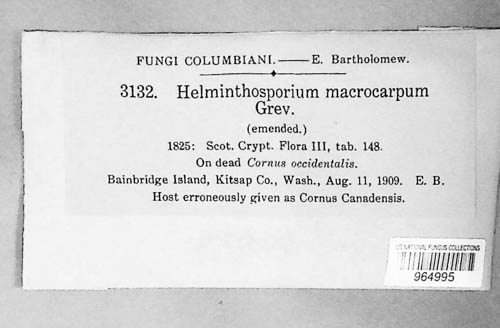 FUNGI COLUMBIANI.——E. Bartholomew.
3132. Helminthosporium macrocarpum
Grev.
(emended.)
1825: Scot. Crypt. Flora III, tab. 148.
On dead Cornus occidentalis.
Bainbridge Island, Kitsap Co., Wash., Aug. 11, 1909. E. B.
Host erroneously given as Cornus Canadensis.
US NATIONAL FUNGUS COLLECTIONS
964995